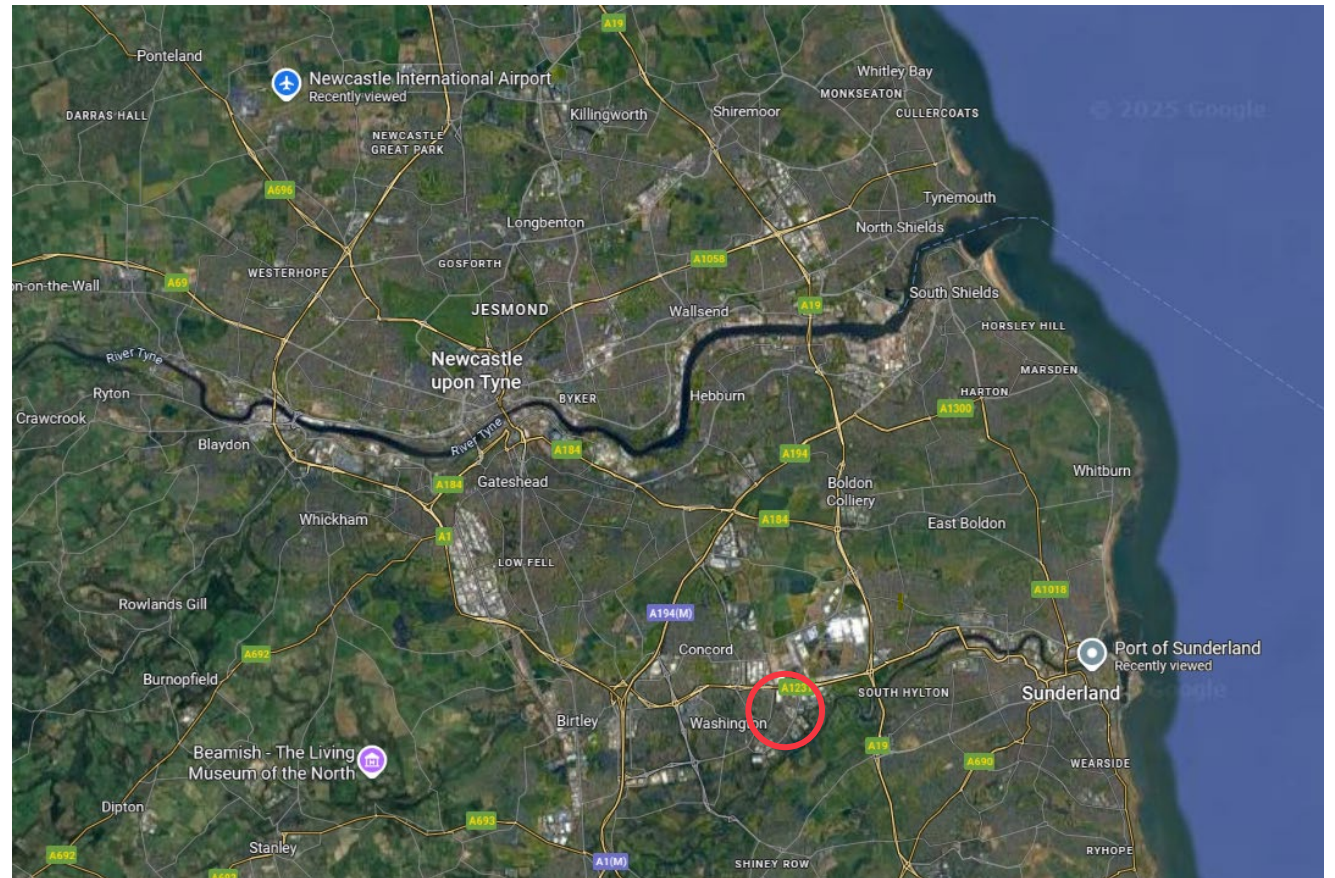 A19
Ponteland
Newcastle International Airport
Recently viewed
Whitley Bay
MONKSEATON
DARRAS HALL
Killingworth
Shiremoor
CULLERCOATS
© 2025 Google
NEWCASTLE
GREAT PARK
A696
Tynemouth
Longbenton
North Shields
GOSFORTH
A1058
WESTERHOPE
A69
on-on-the-Wall
South Shields
JESMOND
Wallsend
A19
HORSLEY HILL
River Tyne
Newcastle
upon Tyne
MARSDEN
Ryton
BYKER
Hebburn
HARTON
Crawcrook
A1300
Blaydon
River Tyne
A184
A194
Whitburn
A184
Gateshead
Boldon
Colliery
Whickham
A184
East Boldon
A1
LOW FELL
A1018
Rowlands Gill
A194(M)
A692
Concord
Port of Sunderland
Recently viewed
Burnopfield
A1231
SOUTH HYLTON
Sunderland
Google
Birtley
Washington
A19
Beamish - The Living
Museum of the North
A690
WEARSIDE
Dipton
A693
Stanley
A692
A1(M)
SHINEY ROW
RYHOPE
A693